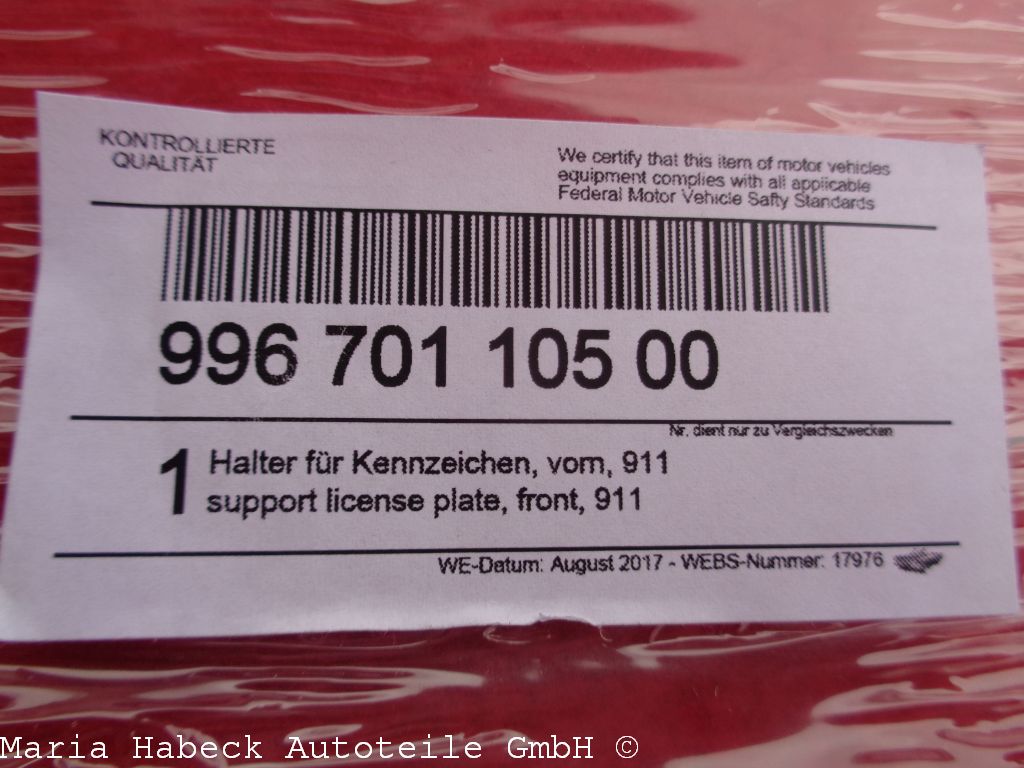 KONTROLLIERTE
QUALITÄT
We certify that this item of motor vehicles
equipment complies with all applicable
Federal Motor Vehicle Safty Standards
996 701 105 00
Nr. dient nur zu Vergleichszwecken
1 Halter für Kennzeichen, vorn, 911
support license plate, front, 911
WE-Datum: August 2017 - WEBS-Nummer: 17976
Maria Habeck Autoteile GmbH ©